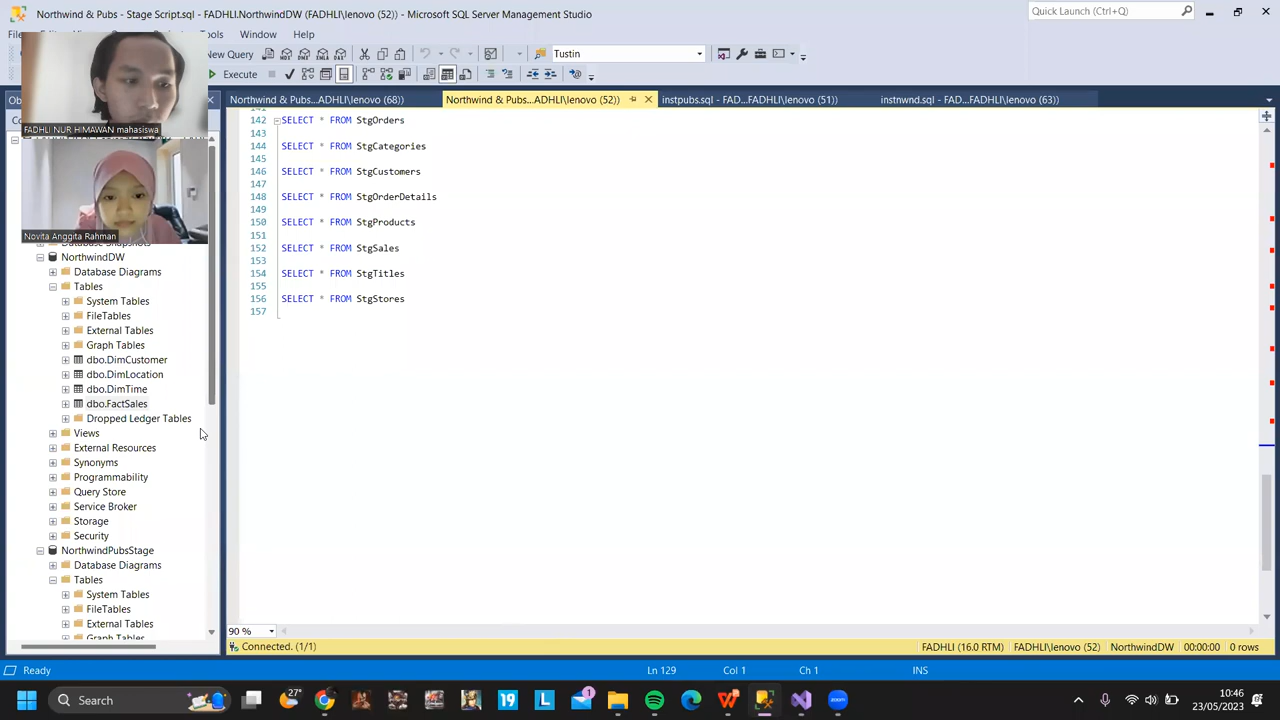 Northwind & Pubs - Stage Script.sql - FADHLI.NorthwindDW (FADHLI\lenovo (52)) - Microsoft SQL Server Management Studio
Quick Launch (Ctrl+Q)
Window Help
New Query
Tustin
Execute
Northwind & Pubs...ADHLI\lenovo (68))
Northwind & Pubs...ADHLI\lenovo (52))
instpubs.sql - FAD...FADHLI\lenovo (51))
instnwnd.sql - FAD...FADHLI\lenovo (63))
FADHLI NUR HIMAWAN mahasiswa
Novita Anggita Rahman
NorthwindDW
Database Diagrams
Tables
System Tables
FileTables
External Tables
Graph Tables
dbo.DimCustomer
dbo.DimLocation
dbo.DimTime
dbo.FactSales
Dropped Ledger Tables
Views
External Resources
Synonyms
Programmability
Query Store
Service Broker
Storage
Security
NorthwindPubsStage
Database Diagrams
Tables
System Tables
FileTables
External Tables
Graph Tables
142 SELECT * FROM StgOrders
143
144 SELECT * FROM StgCategories
145
146 SELECT * FROM StgCustomers
147
148 SELECT * FROM StgOrderDetails
149
150 SELECT * FROM StgProducts
151
152 SELECT * FROM StgSales
153
154 SELECT * FROM StgTitles
155
156 SELECT * FROM StgStores
157
90 %
Connected. (1/1)
FADHLI (16.0 RTM) FADHLI\lenovo (52) NorthwindDW 00:00:00 0 rows
Ready
Ln 129 Col 1 Ch 1 INS
Search
27°
19
L
1
10:46
23/05/2023